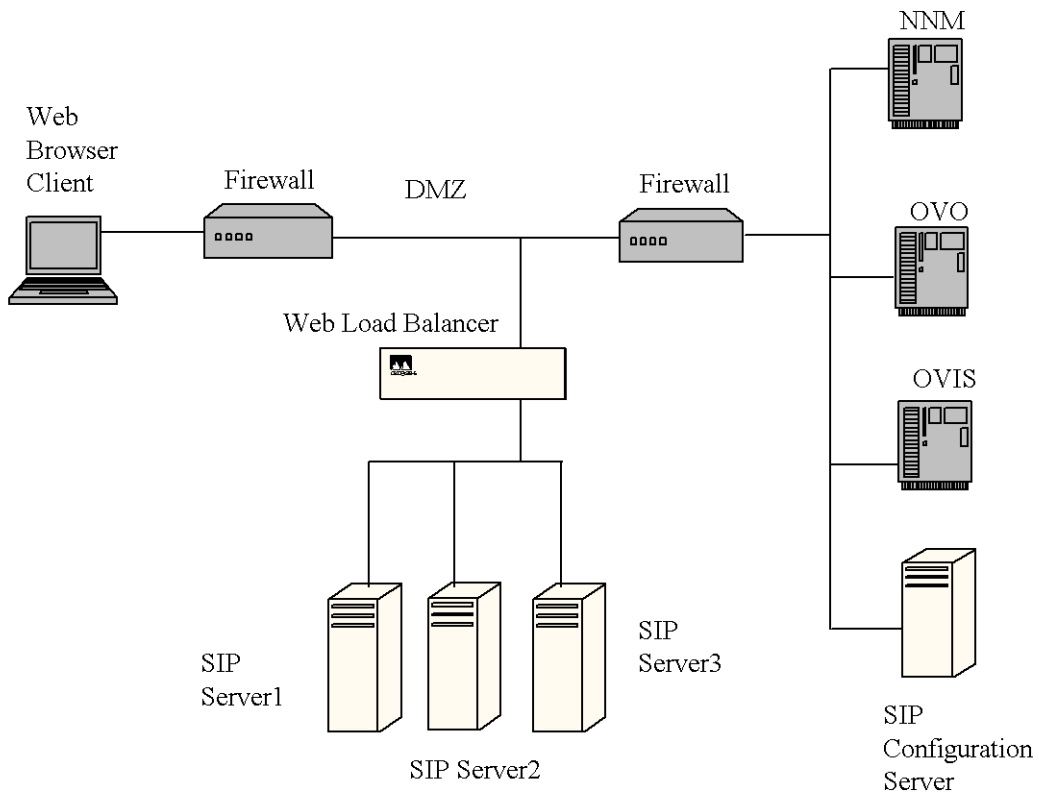 NNM
Web
Browser
Client
Firewall
DMZ
Firewall
OVO
Web Load Balancer
OVIS
SIP
Server1
SIP Server2
SIP
Server3
SIP
Configuration
Server